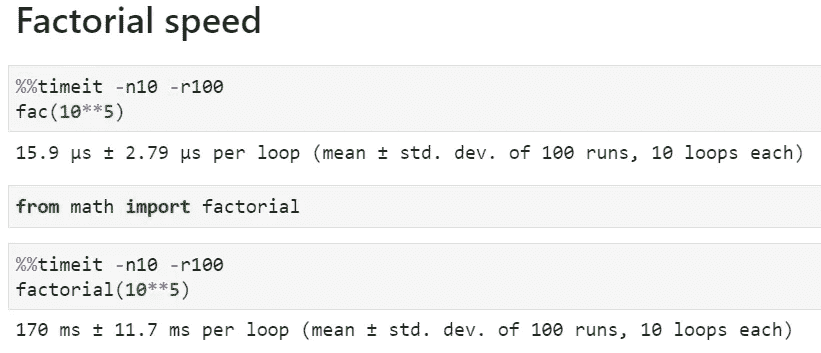 Factorial speed
%%timeit -n10 -r100
fac(10**5)
15.9 µs ± 2.79 µs per loop (mean ± std. dev. of 100 runs, 10 loops each)
from math import factorial
%%timeit -n10 -r100
factorial(10**5)
170 ms ± 11.7 ms per loop (mean ± std. dev. of 100 runs, 10 loops each)